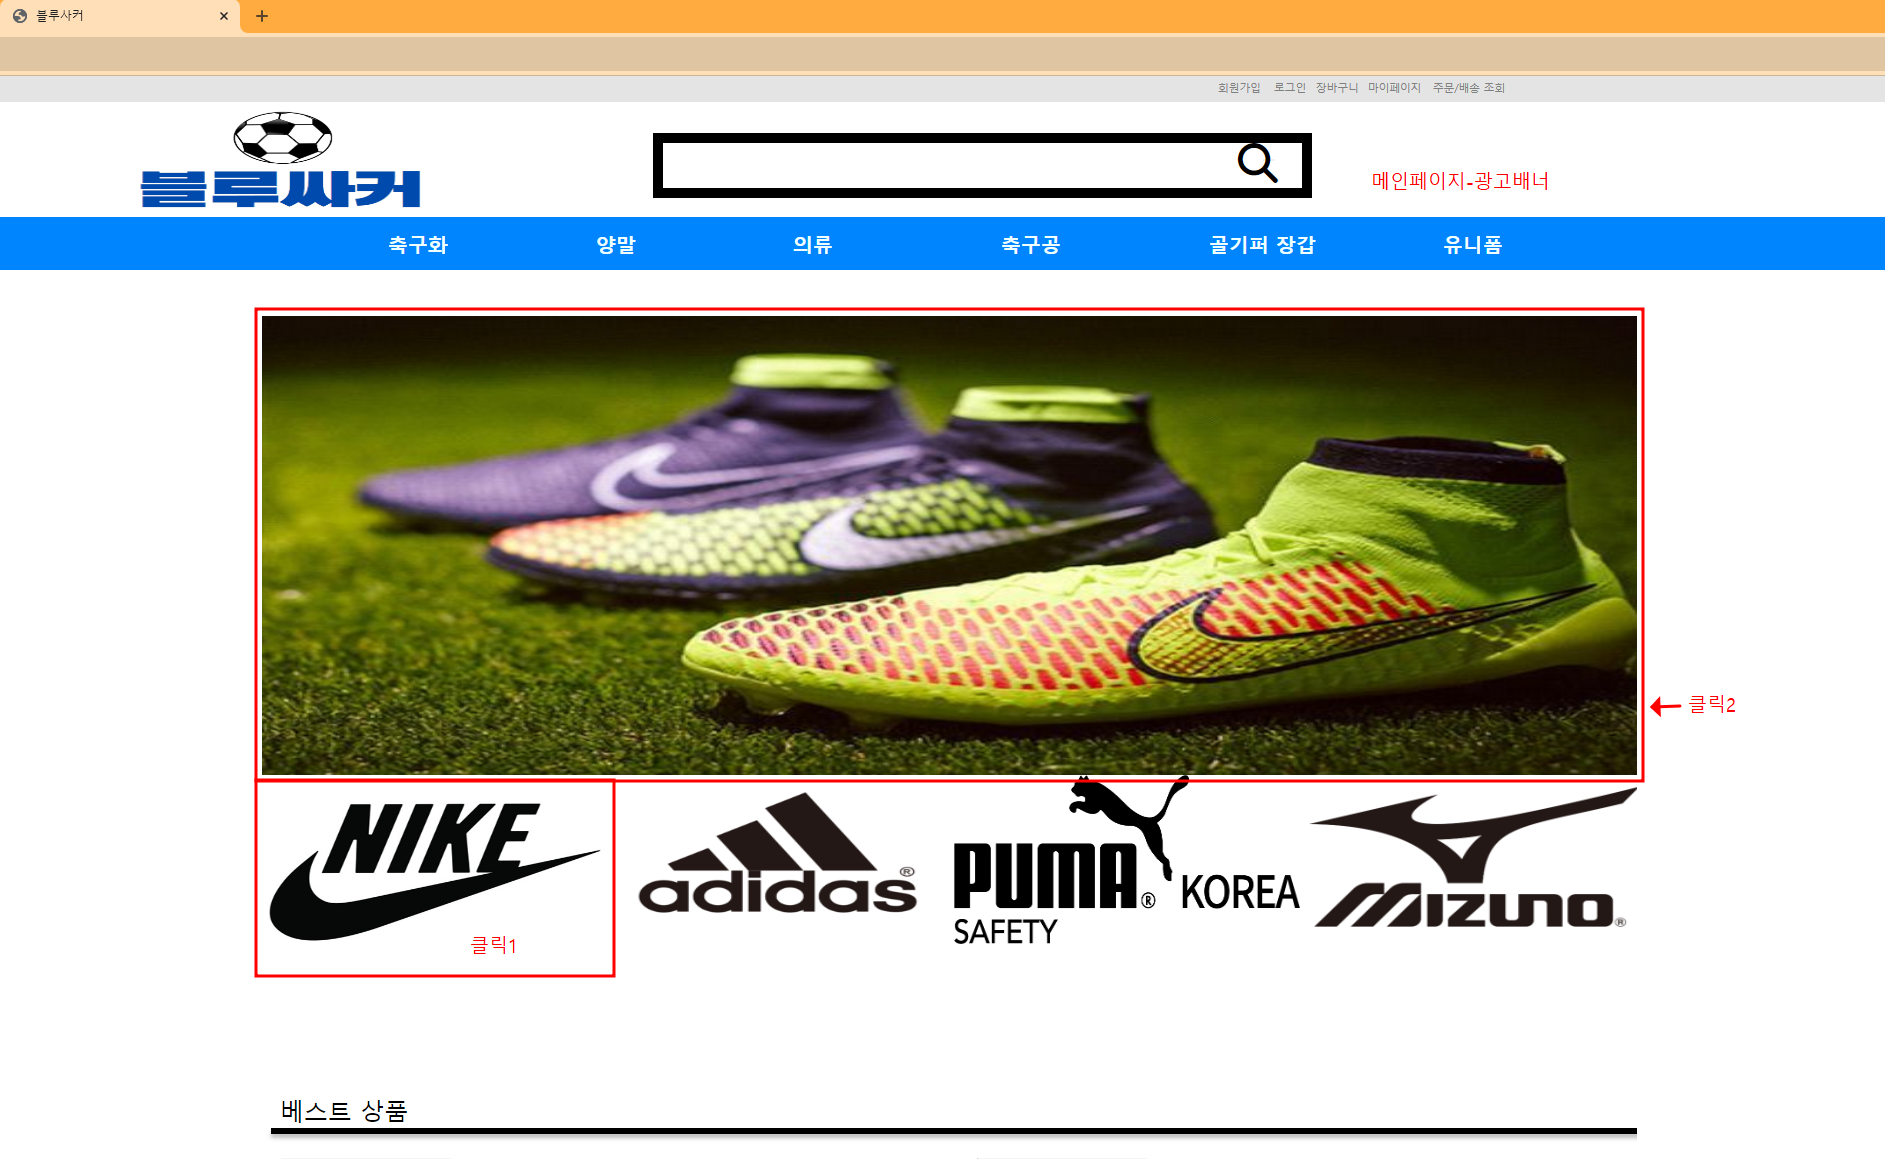 블루사커
회원가입 로그인 장바구니 마이페이지 주문/배송 조회
블루싸커
메인페이지-광고배너
축구화 양말 의류 축구공 골기퍼 장갑 유니폼
클릭2
NIKE
adidas®
PUMA® KOREA
SAFETY
MIZUNO®
클릭1
베스트 상품